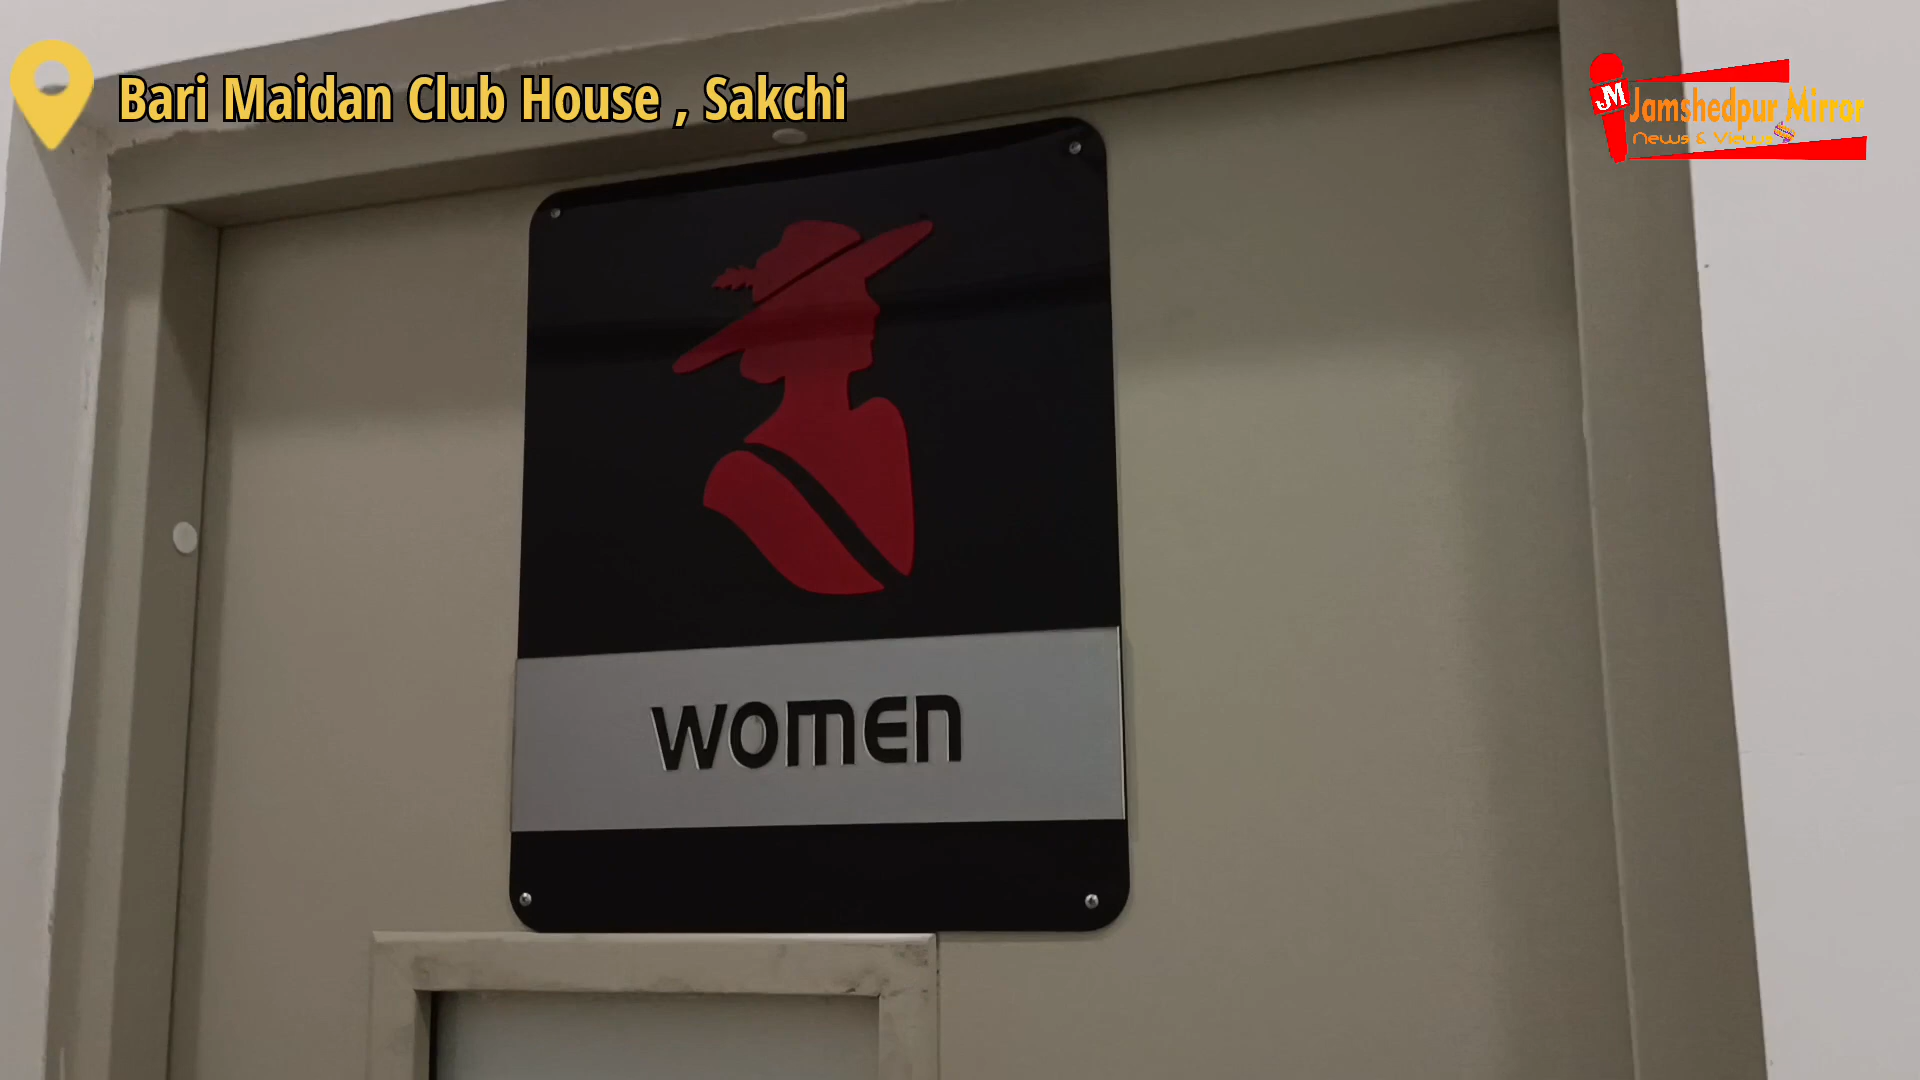 Bari Maidan Club House , Sakchi
JM
Jamshedpur Mirror
News & Views
WOMEN